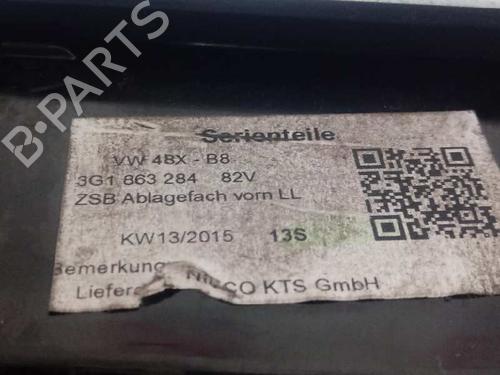 B-PARTS
Serienteile
VW 48X - B8
3G1 863 284 82V
ZSB Ablagefach vorn LL
KW13/2015 13S
Bemerkung
CO KTS GmbH